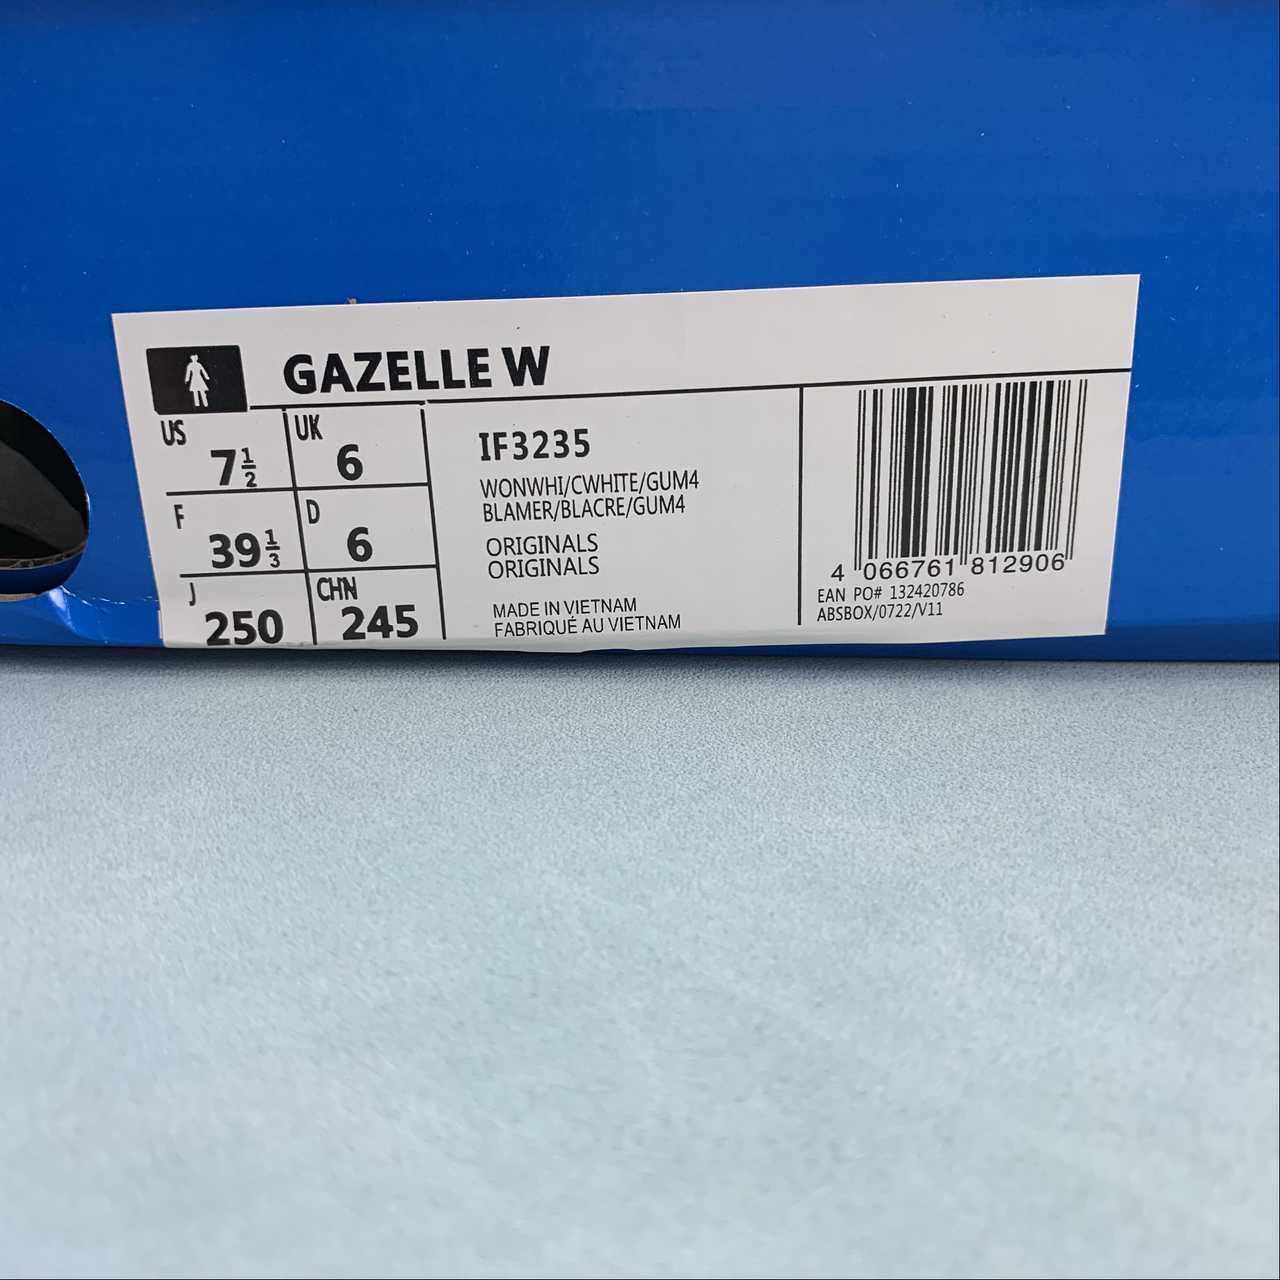 GAZELLE W
US 7½ UK 6
F 39⅓ D 6
J 250 CHN 245
IF3235
WONWHI/CWHITE/GUM4
BLAMER/BLACRE/GUM4
ORIGINALS
ORIGINALS
MADE IN VIETNAM
FABRIQUÉ AU VIETNAM
4 066761 812906
EAN PO# 132420786
ABSBOX/0722/V11